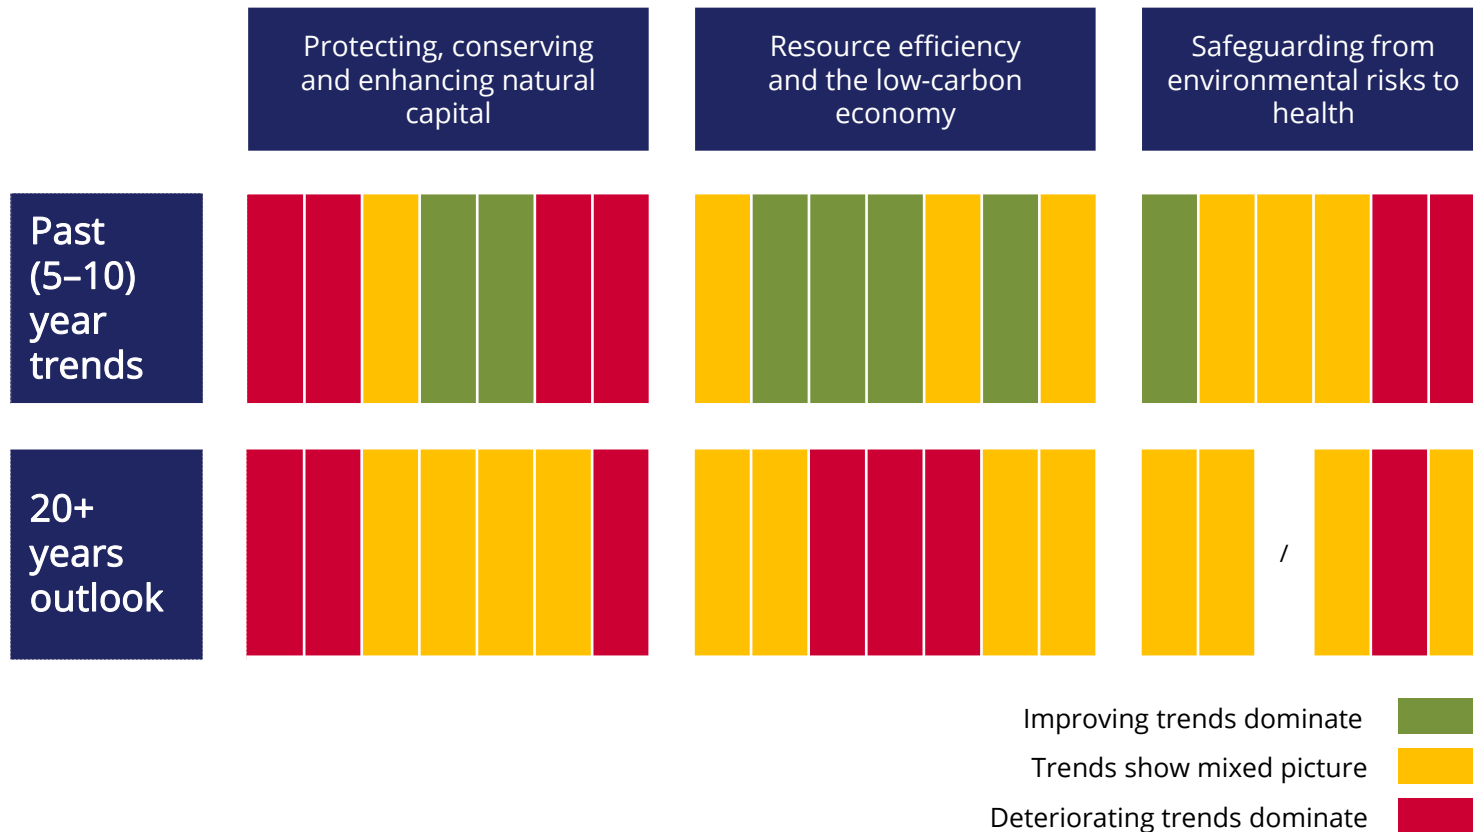 Protecting, conserving
and enhancing natural
capital
Resource efficiency
and the low-carbon
economy
Safeguarding from
environmental risks to
health
Past
(5–10)
year
trends
20+
years
outlook
/
Improving trends dominate
Trends show mixed picture
Deteriorating trends dominate